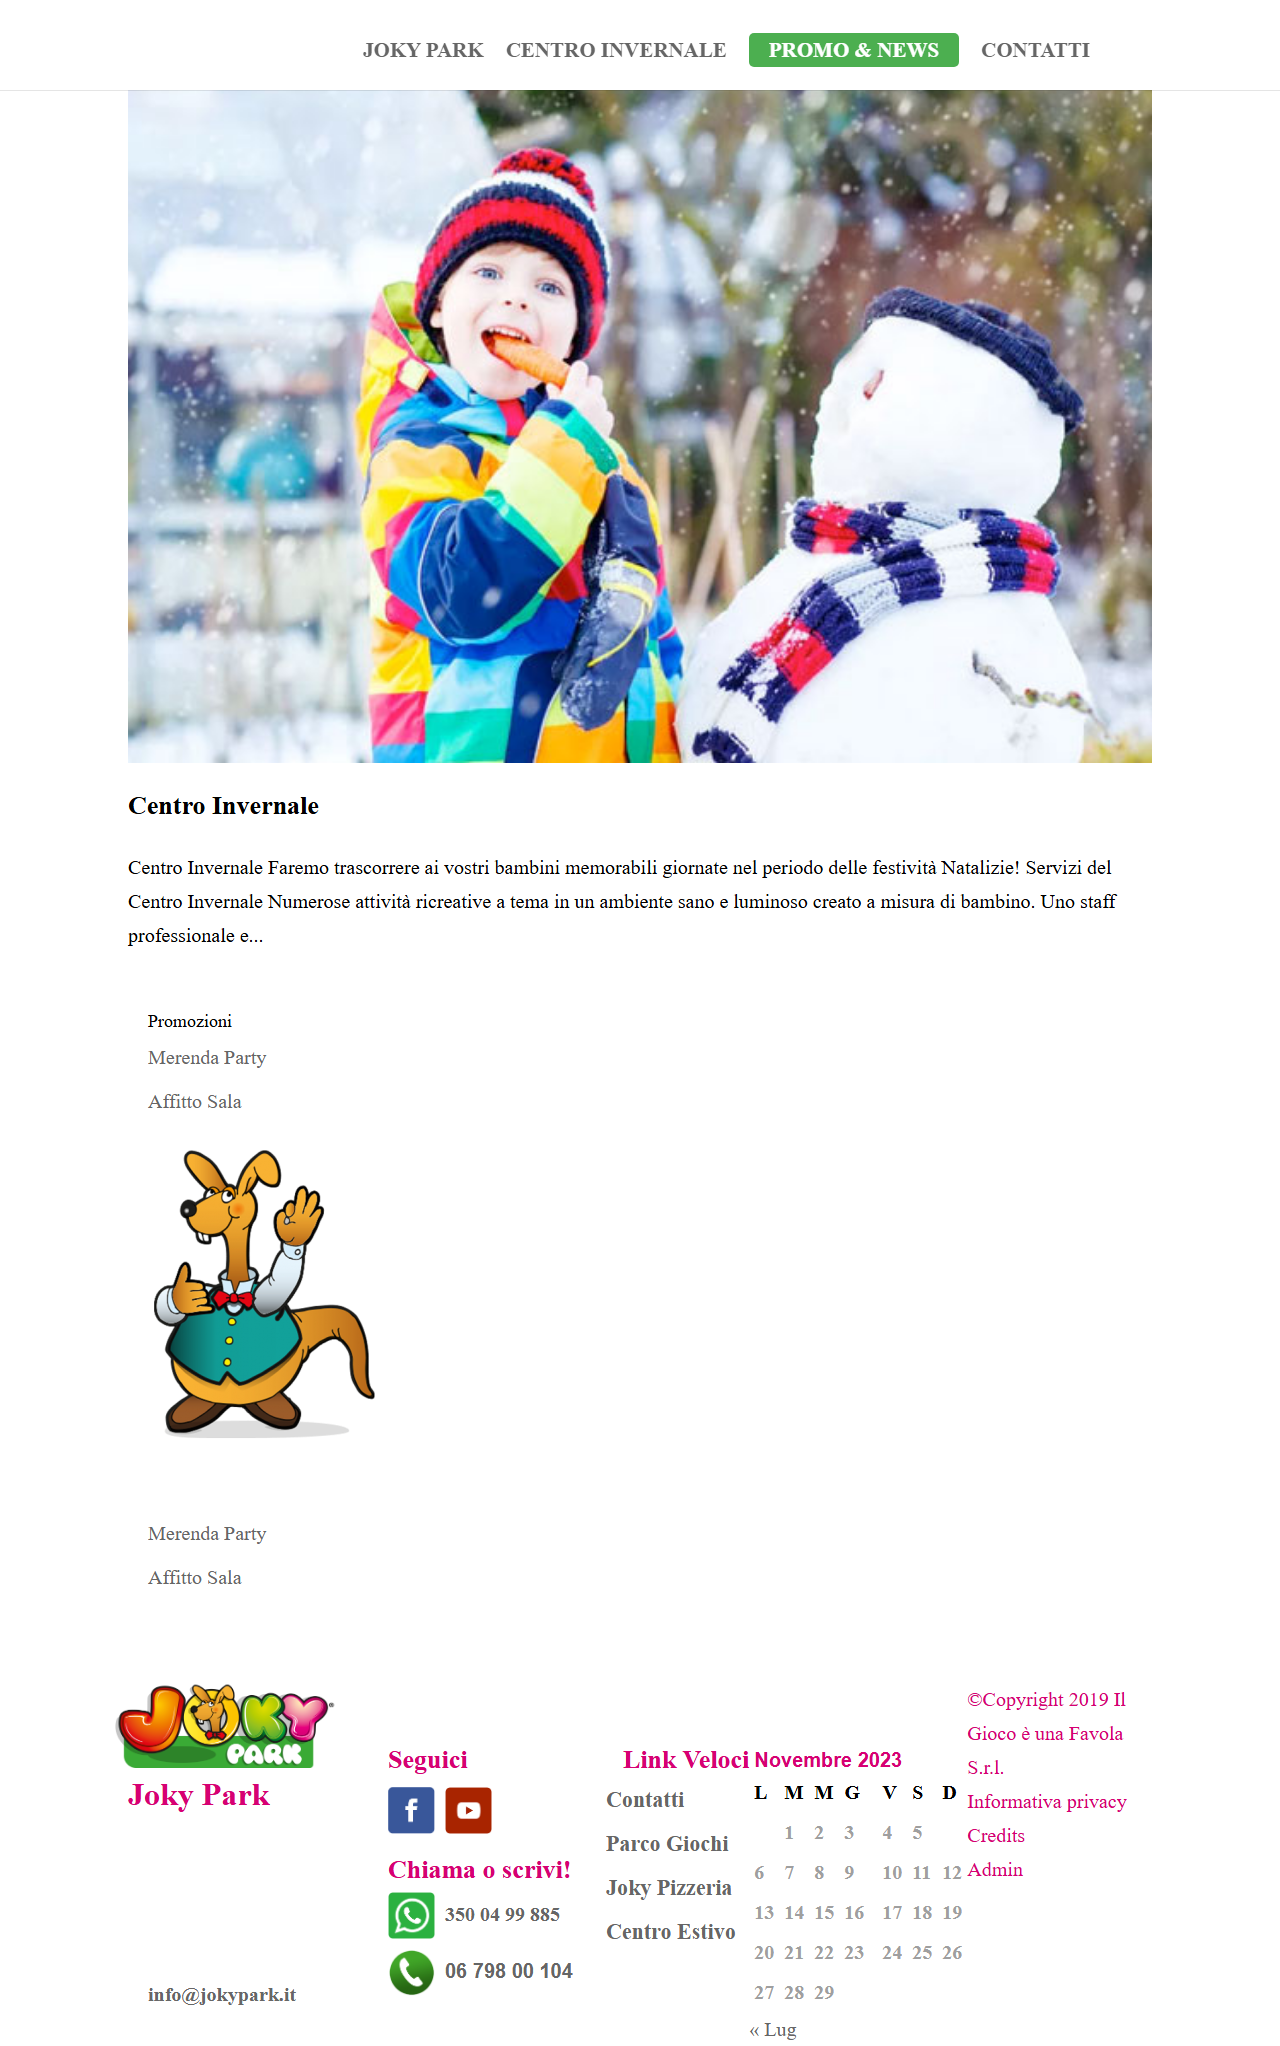 JOKY PARK CENTRO INVERNALE PROMO & NEWS CONTATTI
Centro Invernale
Centro Invernale Faremo trascorrere ai vostri bambini memorabili giornate nel periodo delle festività Natalizie! Servizi del
Centro Invernale Numerose attività ricreative a tema in un ambiente sano e luminoso creato a misura di bambino. Uno staff
professionale e...
Promozioni
Merenda Party
Affitto Sala
Merenda Party
Affitto Sala
JOKY
PARK
Joky Park
info@jokypark.it
Seguici
Chiama o scrivi!
350 04 99 885
06 798 00 104
Link Veloci
Contatti
Parco Giochi
Joky Pizzeria
Centro Estivo
Novembre 2023
L M M G V S D
1 2 3 4 5
6 7 8 9 10 11 12
13 14 15 16 17 18 19
20 21 22 23 24 25 26
27 28 29
« Lug
©Copyright 2019 Il
Gioco è una Favola
S.r.l.
Informativa privacy
Credits
Admin